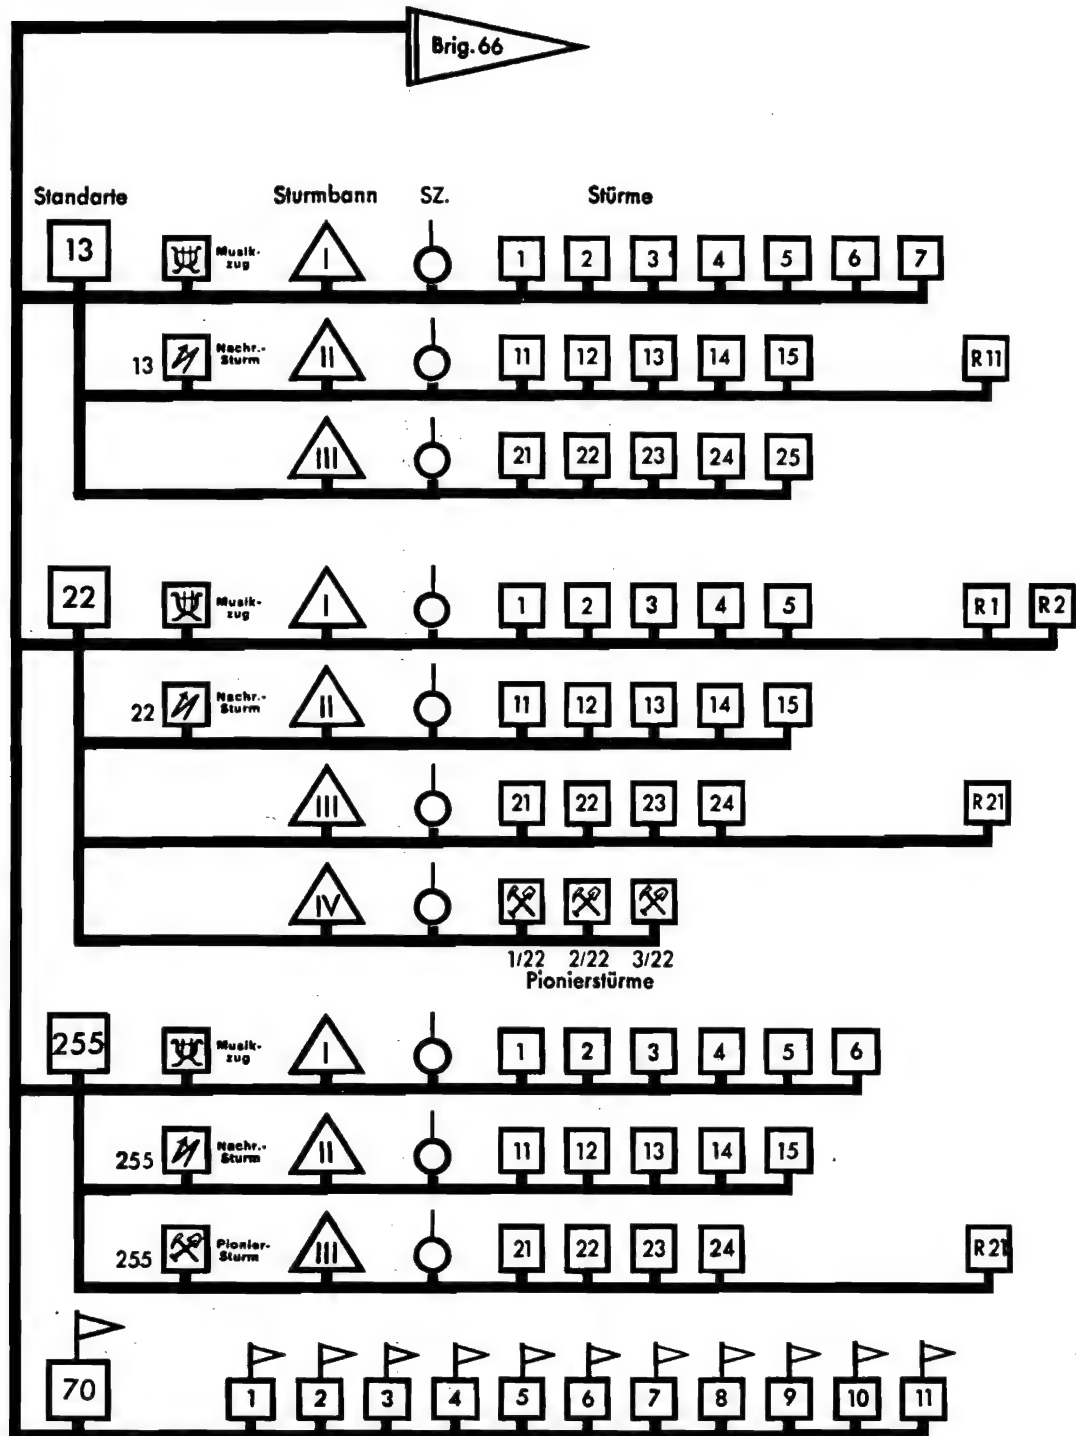 Brig. 66
Standarte Sturmbann SZ. Stürme
13 Musik- I 1 2 3 4 5 6 7
zug
13 Nachr.- II 11 12 13 14 15 R 11
Sturm
III 21 22 23 24 25
22 Musik- I 1 2 3 4 5 R 1 R 2
zug
22 Nachr.- II 11 12 13 14 15
Sturm
III 21 22 23 24 R 21
IV
1/22 2/22 3/22
Pionierstürme
255 Musik- I 1 2 3 4 5 6
zug
255 Nachr.- II 11 12 13 14 15
Sturm
255 Pionier- III 21 22 23 24 R 21
Sturm
70 1 2 3 4 5 6 7 8 9 10 11